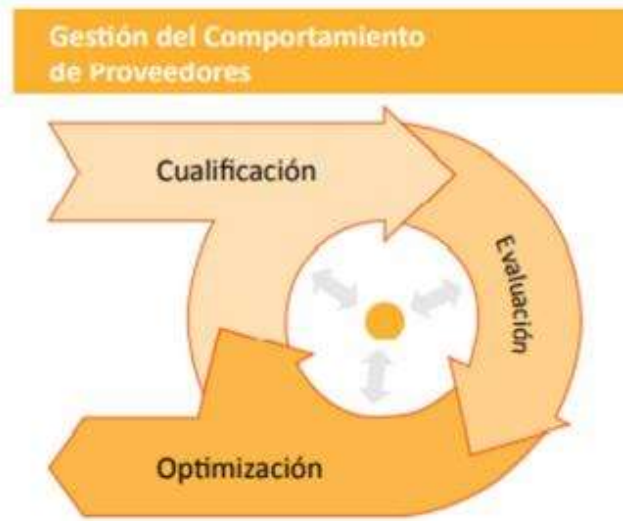 Gestión del Comportamiento
de Proveedores
Cualificación
Evaluación
Optimización